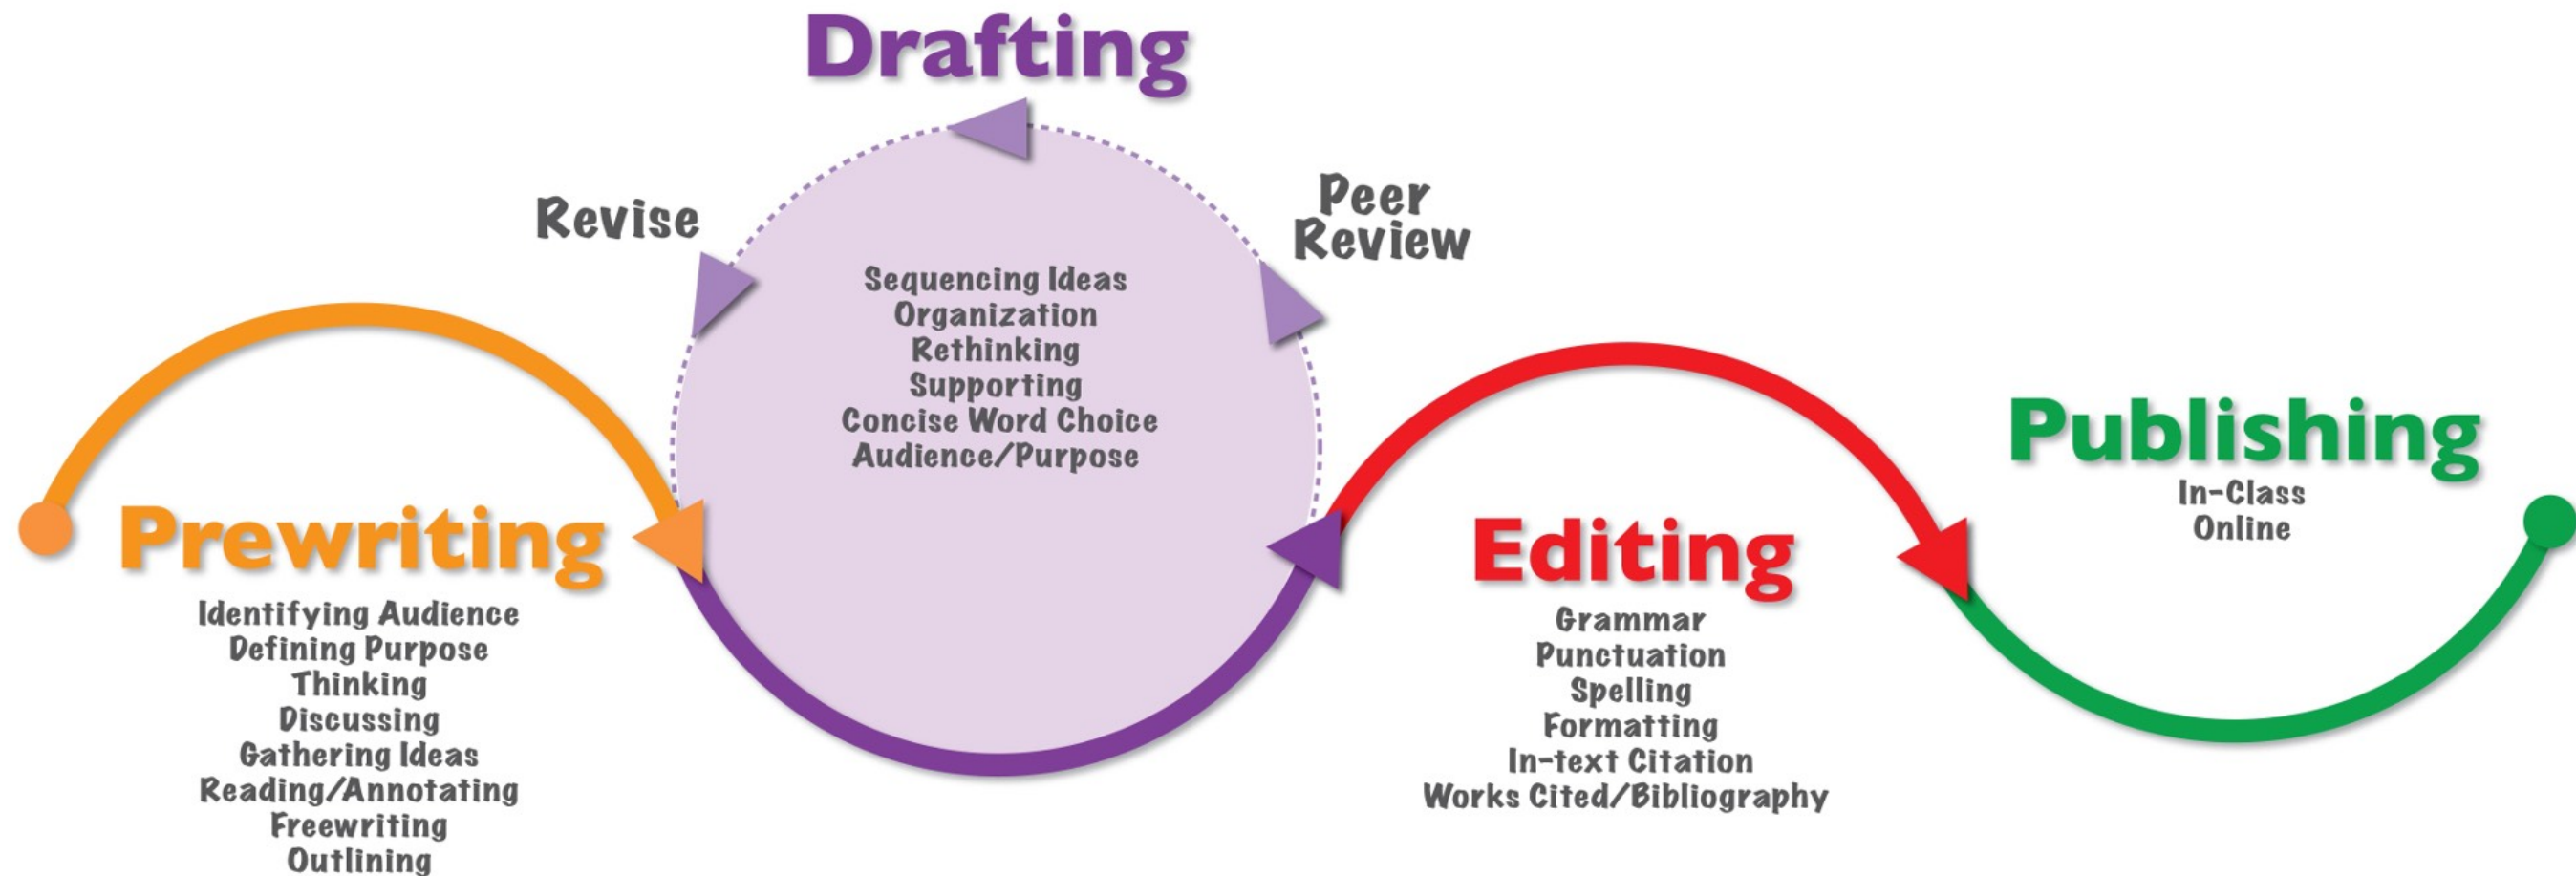 Prewriting
Identifying Audience
Defining Purpose
Thinking
Discussing
Gathering Ideas
Reading/Annotating
Freewriting
Outlining
Drafting
Revise
Peer
Review
Sequencing Ideas
Organization
Rethinking
Supporting
Concise Word Choice
Audience/Purpose
Editing
Grammar
Punctuation
Spelling
Formatting
In-text Citation
Works Cited/Bibliography
Publishing
In-Class
Online